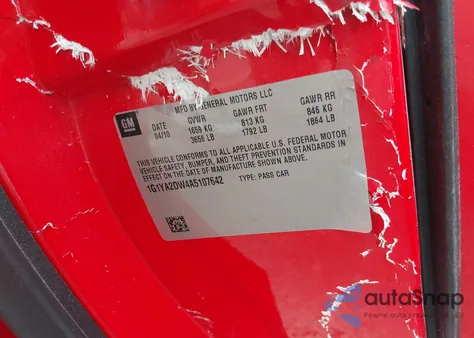 MFD BY GENERAL MOTORS LLC
GM
DATE GVWR GAWR FRT GAWR RR
04/10 1659 KG 813 KG 846 KG
3656 LB 1792 LB 1864 LB
THIS VEHICLE CONFORMS TO ALL APPLICABLE U.S. FEDERAL MOTOR
VEHICLE SAFETY, BUMPER, AND THEFT PREVENTION STANDARDS IN
EFFECT ON THE DATE OF MANUFACTURE SHOWN ABOVE.
1G1YA2DW4A5107642 TYPE: PASS CAR
autaSnap